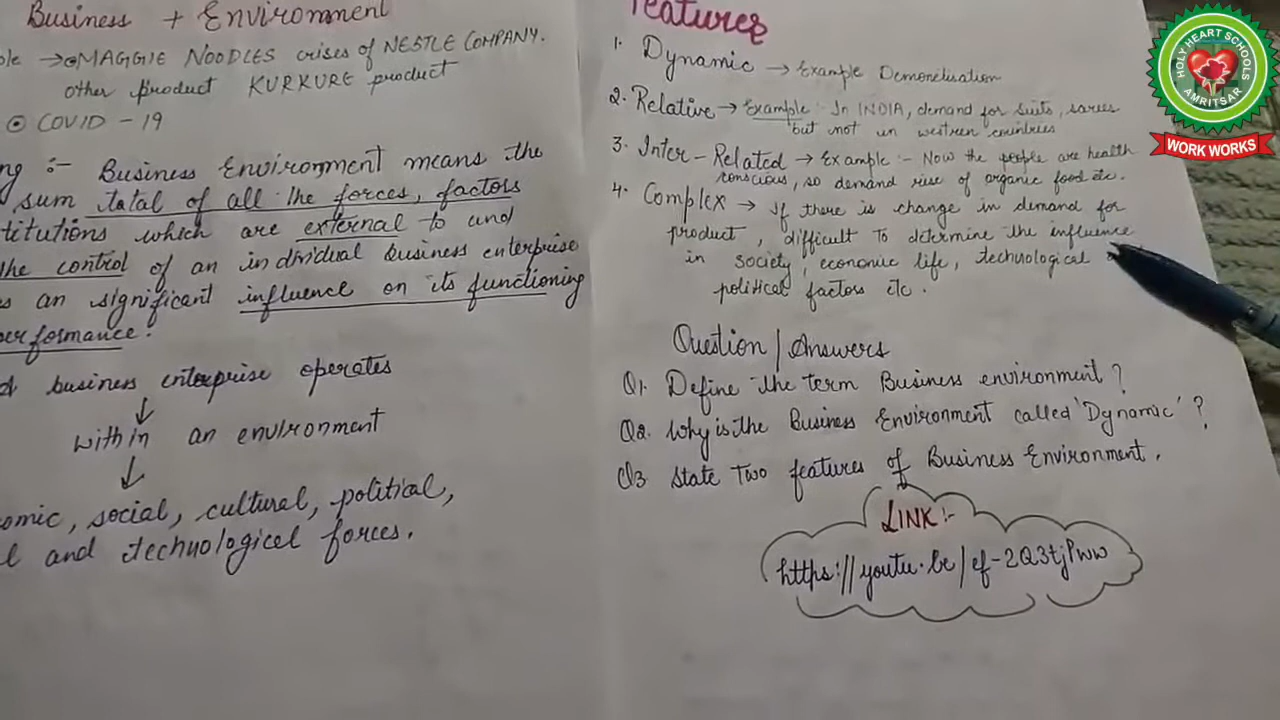 Business + Environment
ple → ⊙ MAGGIE NOODLES crises of NESTLE COMPANY.
other product KURKURE product
⊙ COVID - 19
ng :- Business Environment means the
sum total of all the forces, factors
titutions which are external to and
the control of an individual business enterprise
s an significant influence on its functioning
performance.
business enterprise operates
↓
within an environment
↓
omic, social, cultural, political,
l and technological forces.
Features
1. Dynamic → Example Demonetisation
2. Relative → Example :- In INDIA, demand for suits, sarees
but not in western countries
3. Inter - Related → Example :- Now the people are health
conscious, so demand rise of organic food etc.
4. Complex → If there is change in demand for
product, difficult to determine the influence
in society, economic life, technological
political factors etc.
Question / Answers
Q1. Define the term Business environment?
Q2. Why is the Business Environment called 'Dynamic'?
Q3 State Two features of Business Environment.
LINK :-
https://youtu.be/ef-2Q3tjPww
HOLY HEART SCHOOLS
AMRITSAR
WORK WORKS